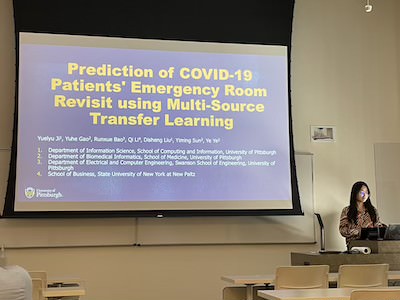 Prediction of COVID-19
Patients' Emergency Room
Revisit using Multi-Source
Transfer Learning
Yuelyu Ji¹, Yuhe Gao², Runxue Bao³, Qi Li⁴, Disheng Liu¹, Yiming Sun¹, Ye Ye²
1. Department of Information Science, School of Computing and Information, University of Pittsburgh
2. Department of Biomedical Informatics, School of Medicine, University of Pittsburgh
3. Department of Electrical and Computer Engineering, Swanson School of Engineering, University of
Pittsburgh
4. School of Business, State University of New York at New Paltz
University of
Pittsburgh